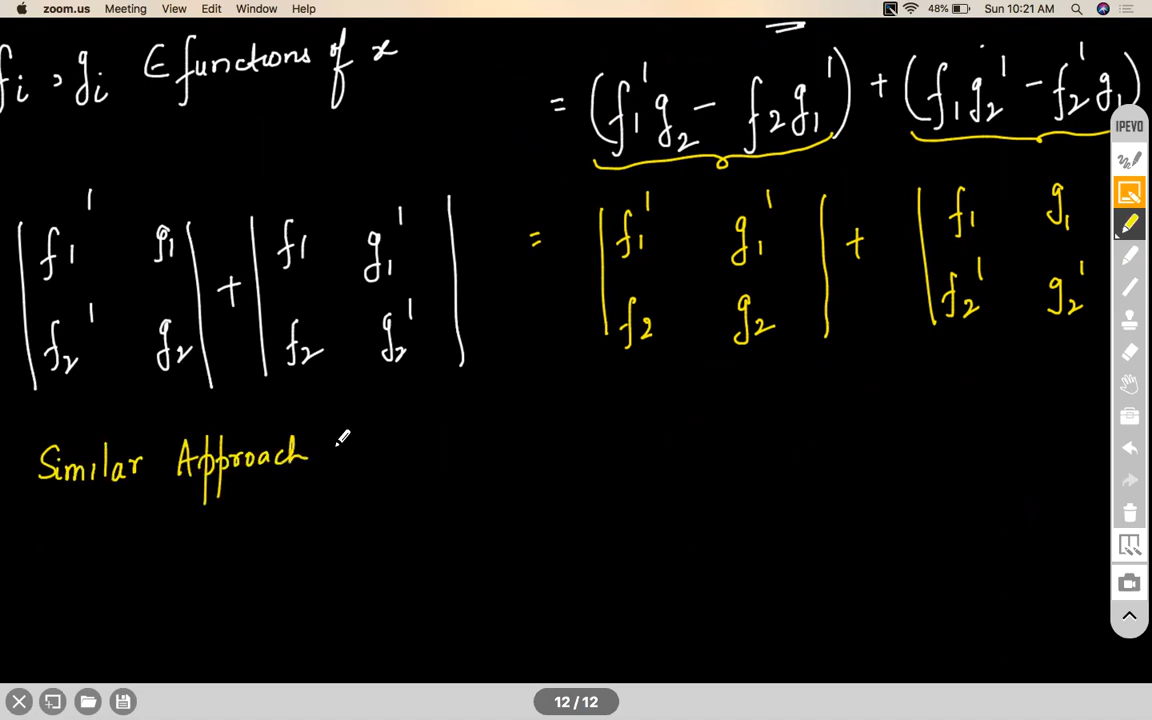 zoom.us Meeting View Edit Window Help 48% Sun 10:21 AM
fi , gi ∈ functions of x
= (f1' g2 - f2 g1') + (f1 g2' - f2' g1)
IPEVO
| f1' g1 | + | f1 g1' | = | f1' g1' | + | f1 g1
| f2' g2 | | f2 g2' | | f2 g2 | | f2' g2'
Similar Approach
12 / 12